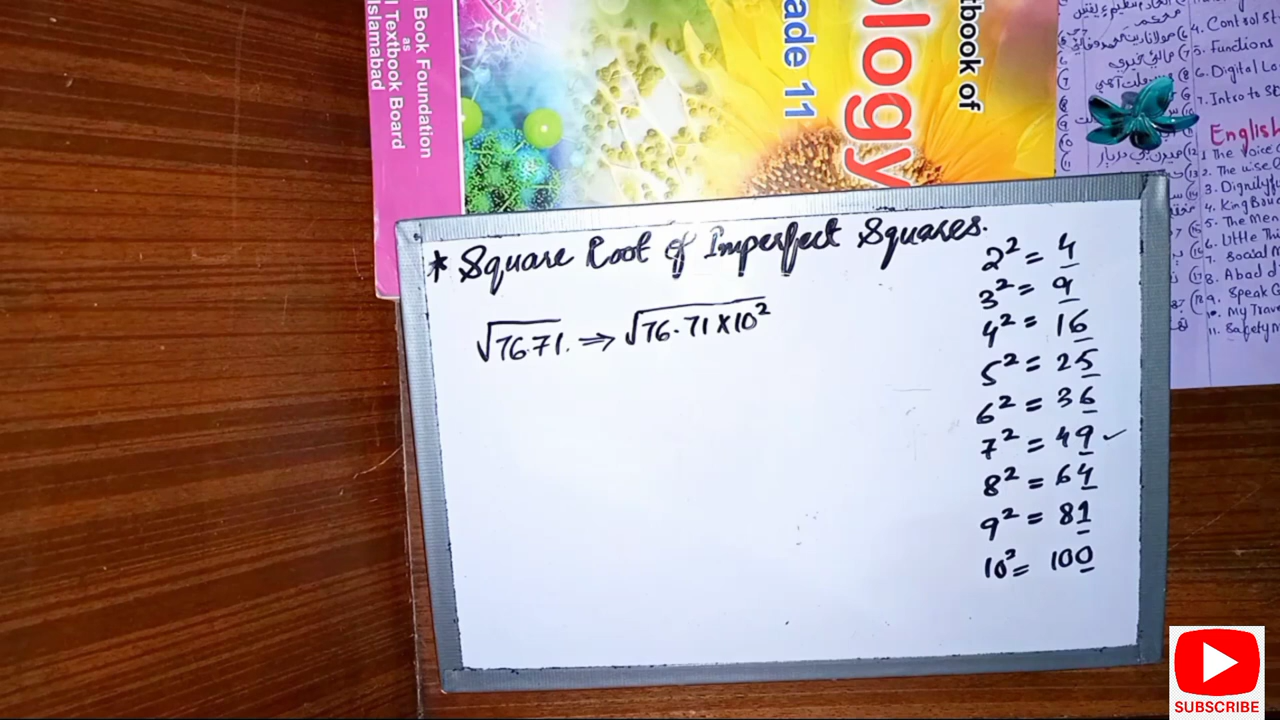 Book Foundation
as
l Textbook Board
Islamabad
ade 11
ology
tbook of
4. Control St
5. Functions
6. Digital Lo
7. Intro to St
English
1 The Voice
2. The wise
3. Dignity
4. King Bou
5. The Me
6. Little Thi
7. Social M
8. Abad
9. Speak
10. My Trav
11. Safety
* Square Root of Imperfect Squares.
√76.71. ⇒ √76.71 × 10²
2² = 4
3² = 9
4² = 16
5² = 25
6² = 36
7² = 49 ✓
8² = 64
9² = 81
10² = 100
SUBSCRIBE